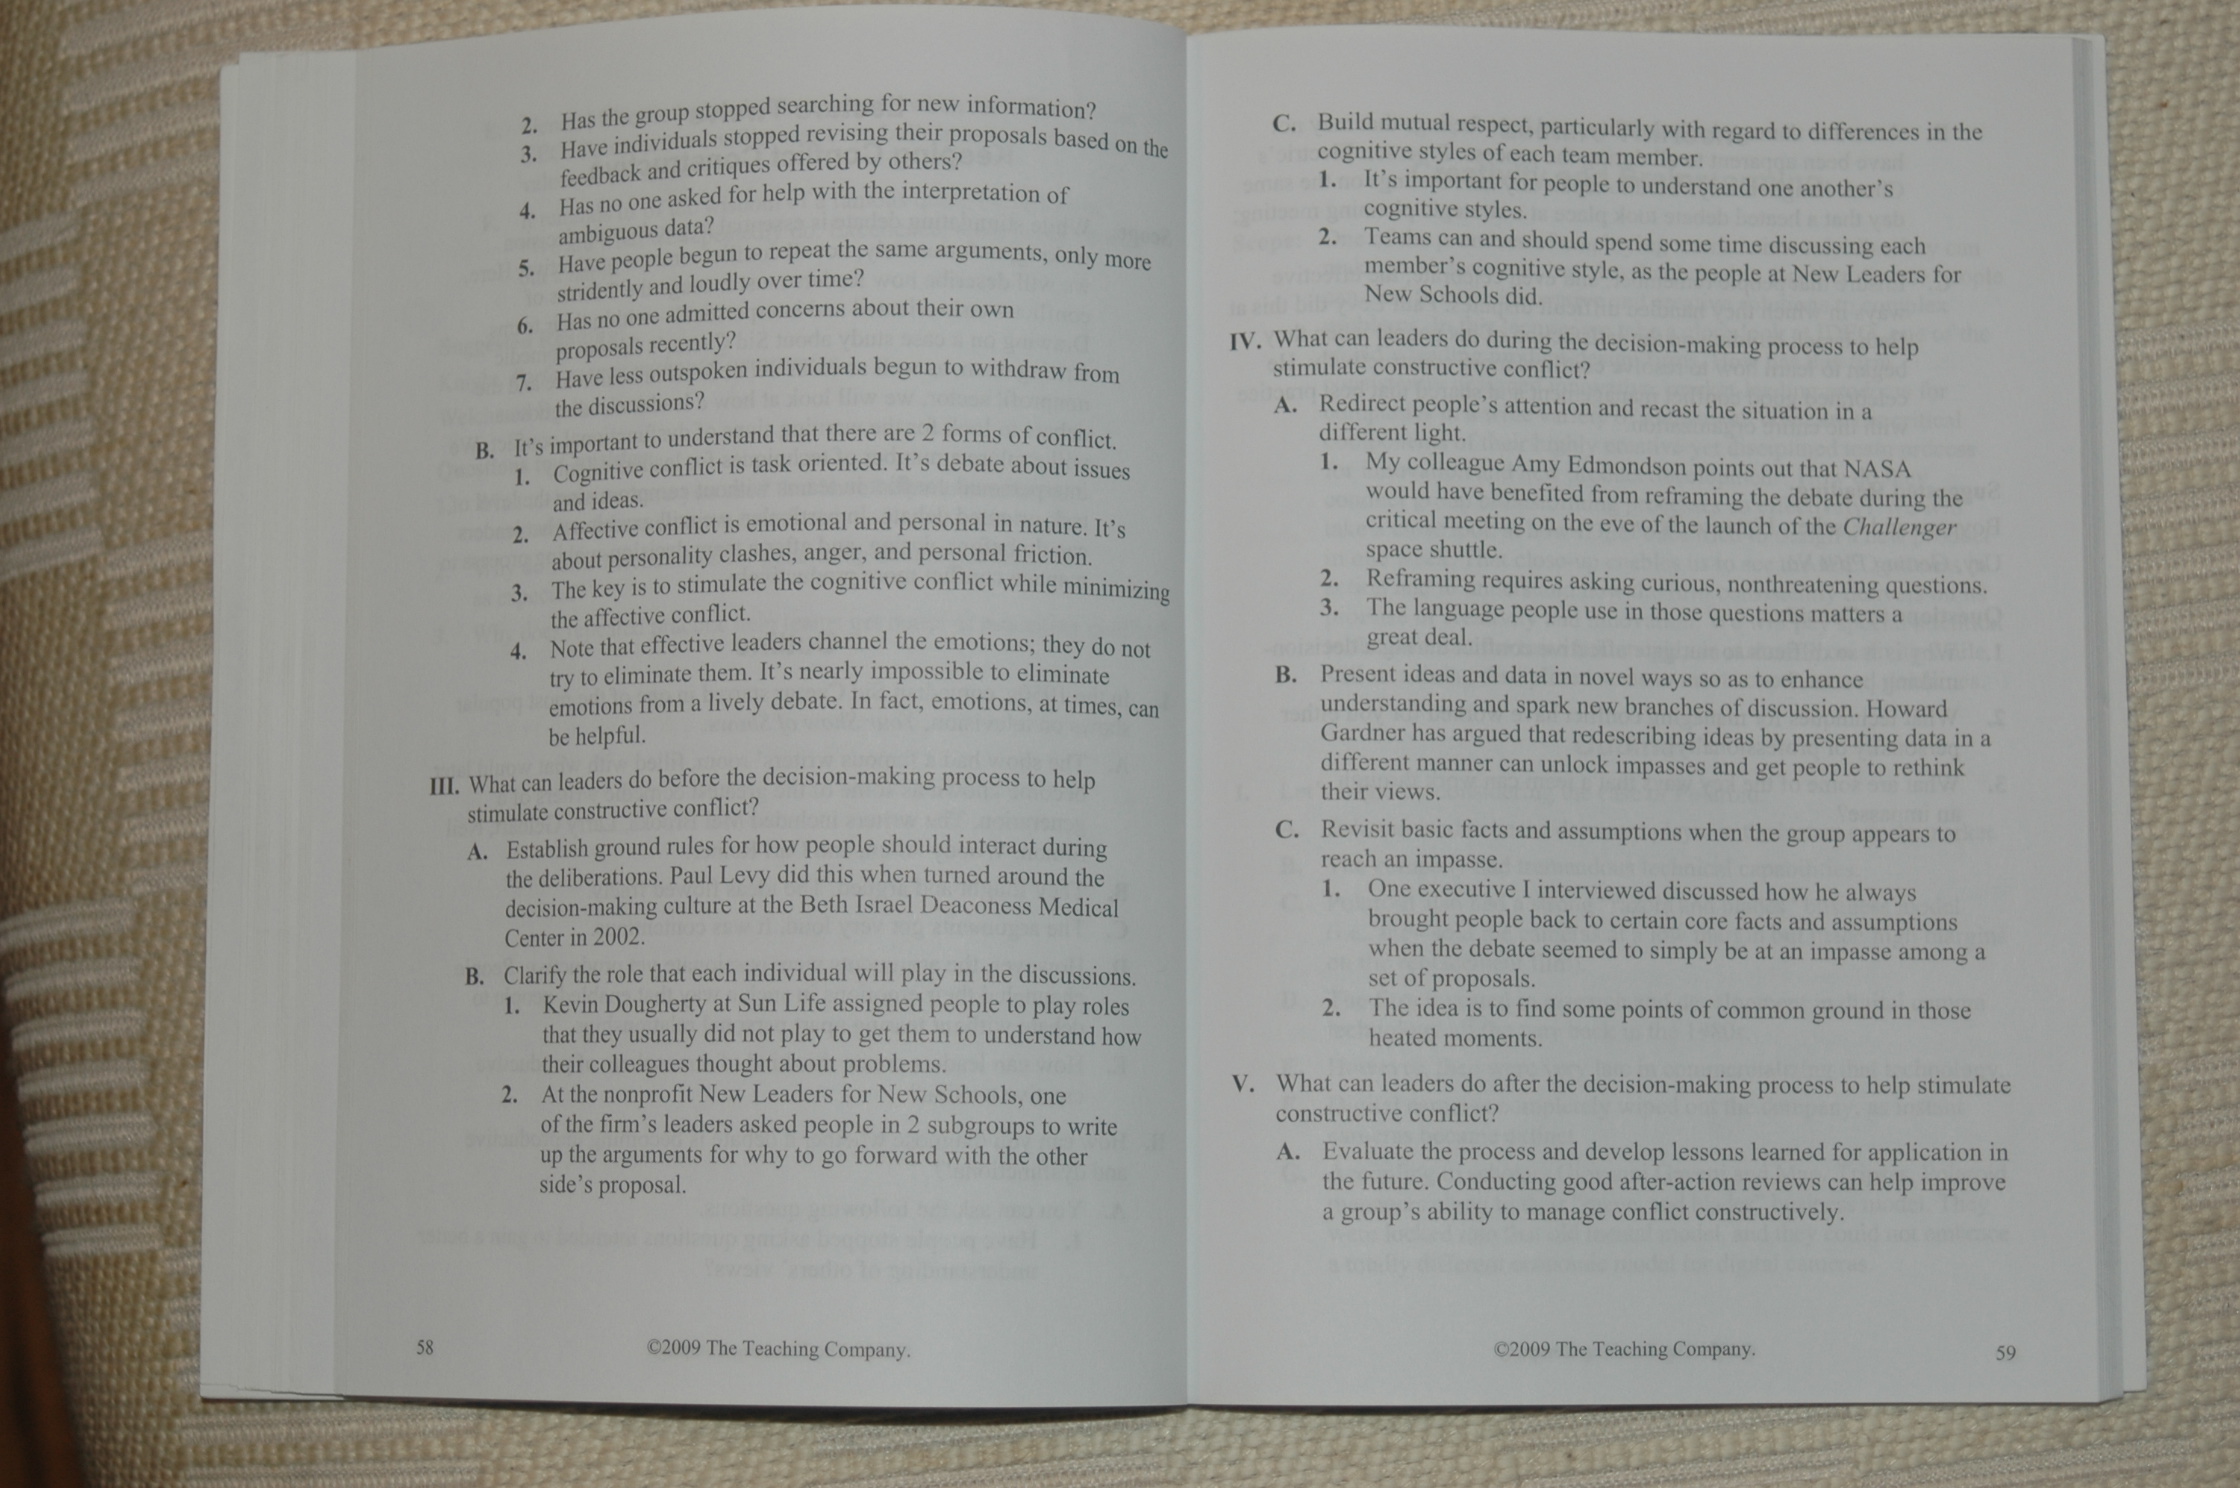 2. Has the group stopped searching for new information?
3. Have individuals stopped revising their proposals based on the
feedback and critiques offered by others?
4. Has no one asked for help with the interpretation of
ambiguous data?
5. Have people begun to repeat the same arguments, only more
stridently and loudly over time?
6. Has no one admitted concerns about their own
proposals recently?
7. Have less outspoken individuals begun to withdraw from
the discussions?
B. It's important to understand that there are 2 forms of conflict.
1. Cognitive conflict is task oriented. It's debate about issues
and ideas.
2. Affective conflict is emotional and personal in nature. It's
about personality clashes, anger, and personal friction.
3. The key is to stimulate the cognitive conflict while minimizing
the affective conflict.
4. Note that effective leaders channel the emotions; they do not
try to eliminate them. It's nearly impossible to eliminate
emotions from a lively debate. In fact, emotions, at times, can
be helpful.
III. What can leaders do before the decision-making process to help
stimulate constructive conflict?
A. Establish ground rules for how people should interact during
the deliberations. Paul Levy did this when turned around the
decision-making culture at the Beth Israel Deaconess Medical
Center in 2002.
B. Clarify the role that each individual will play in the discussions.
1. Kevin Dougherty at Sun Life assigned people to play roles
that they usually did not play to get them to understand how
their colleagues thought about problems.
2. At the nonprofit New Leaders for New Schools, one
of the firm's leaders asked people in 2 subgroups to write
up the arguments for why to go forward with the other
side's proposal.
58 ©2009 The Teaching Company.
C. Build mutual respect, particularly with regard to differences in the
cognitive styles of each team member.
1. It's important for people to understand one another's
cognitive styles.
2. Teams can and should spend some time discussing each
member's cognitive style, as the people at New Leaders for
New Schools did.
IV. What can leaders do during the decision-making process to help
stimulate constructive conflict?
A. Redirect people's attention and recast the situation in a
different light.
1. My colleague Amy Edmondson points out that NASA
would have benefited from reframing the debate during the
critical meeting on the eve of the launch of the Challenger
space shuttle.
2. Reframing requires asking curious, nonthreatening questions.
3. The language people use in those questions matters a
great deal.
B. Present ideas and data in novel ways so as to enhance
understanding and spark new branches of discussion. Howard
Gardner has argued that redescribing ideas by presenting data in a
different manner can unlock impasses and get people to rethink
their views.
C. Revisit basic facts and assumptions when the group appears to
reach an impasse.
1. One executive I interviewed discussed how he always
brought people back to certain core facts and assumptions
when the debate seemed to simply be at an impasse among a
set of proposals.
2. The idea is to find some points of common ground in those
heated moments.
V. What can leaders do after the decision-making process to help stimulate
constructive conflict?
A. Evaluate the process and develop lessons learned for application in
the future. Conducting good after-action reviews can help improve
a group's ability to manage conflict constructively.
©2009 The Teaching Company. 59